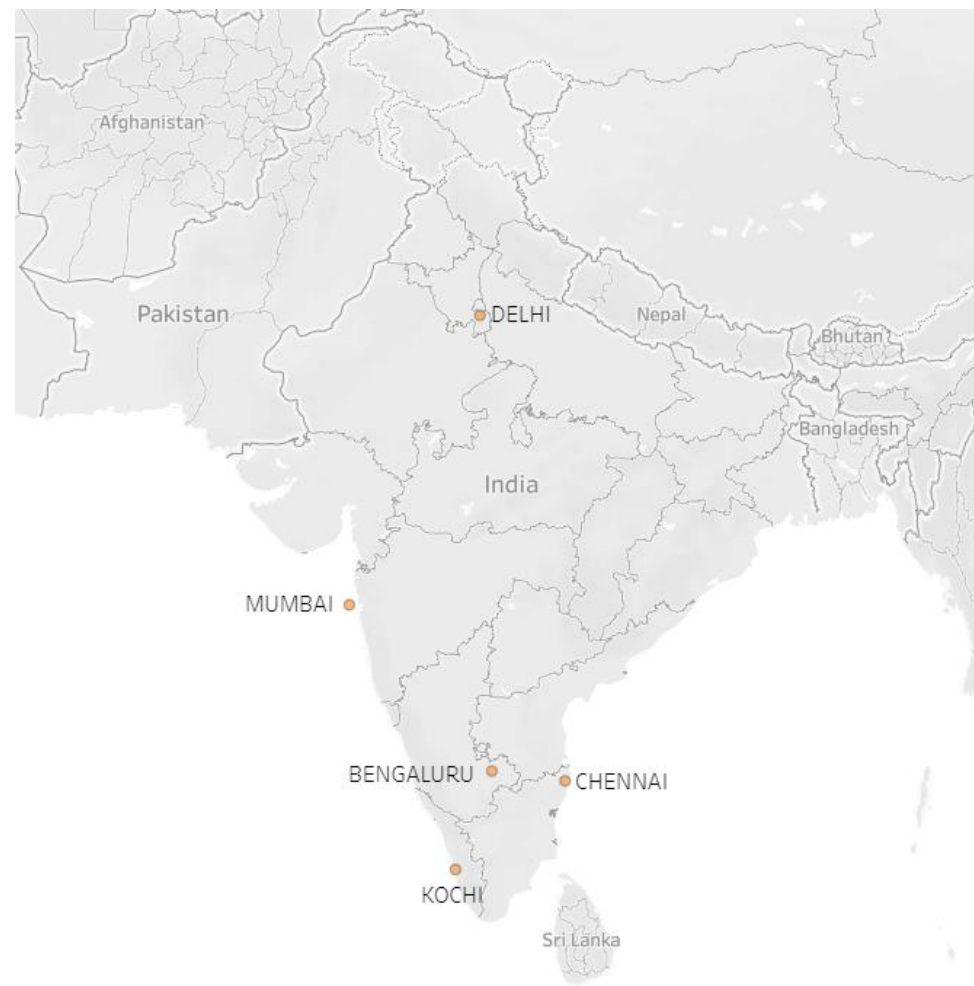 Afghanistan
Pakistan
DELHI
Nepal
Bhutan
Bangladesh
India
MUMBAI
BENGALURU
CHENNAI
KOCHI
Sri Lanka